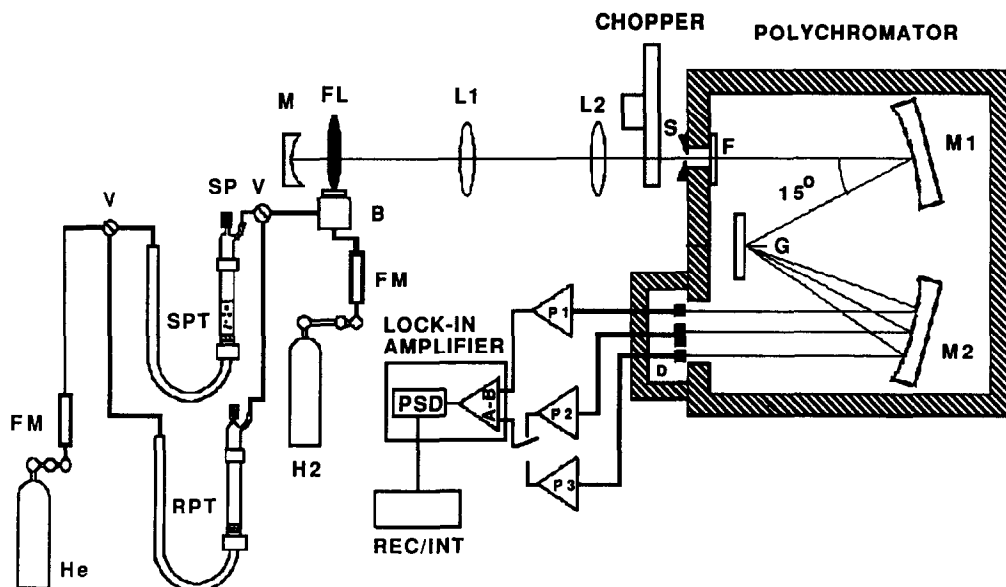 CHOPPER
POLYCHROMATOR
M
FL
L1
L2
S
F
M1
15°
SP
V
V
B
G
FM
SPT
LOCK-IN
AMPLIFIER
P1
D
M2
PSD
A-B
P2
FM
H2
P3
RPT
REC/INT
He